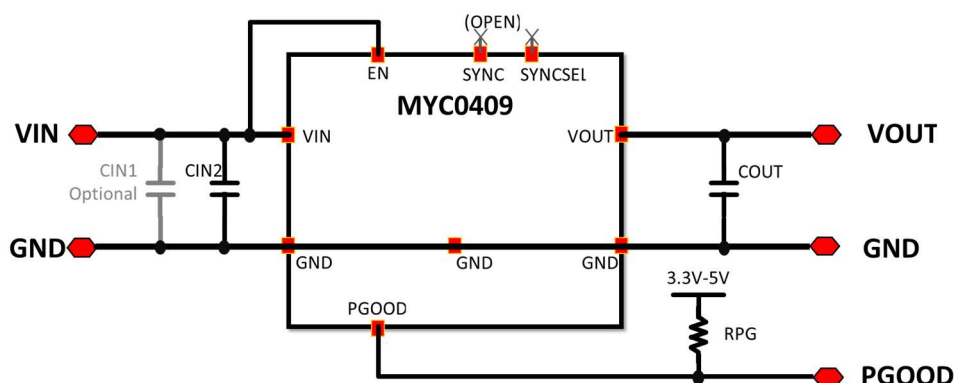 (OPEN)
EN
SYNC
SYNCSEL
MYC0409
VIN
VIN
VOUT
VOUT
CIN1
Optional
CIN2
COUT
GND
GND
GND
GND
GND
3.3V-5V
PGOOD
RPG
PGOOD